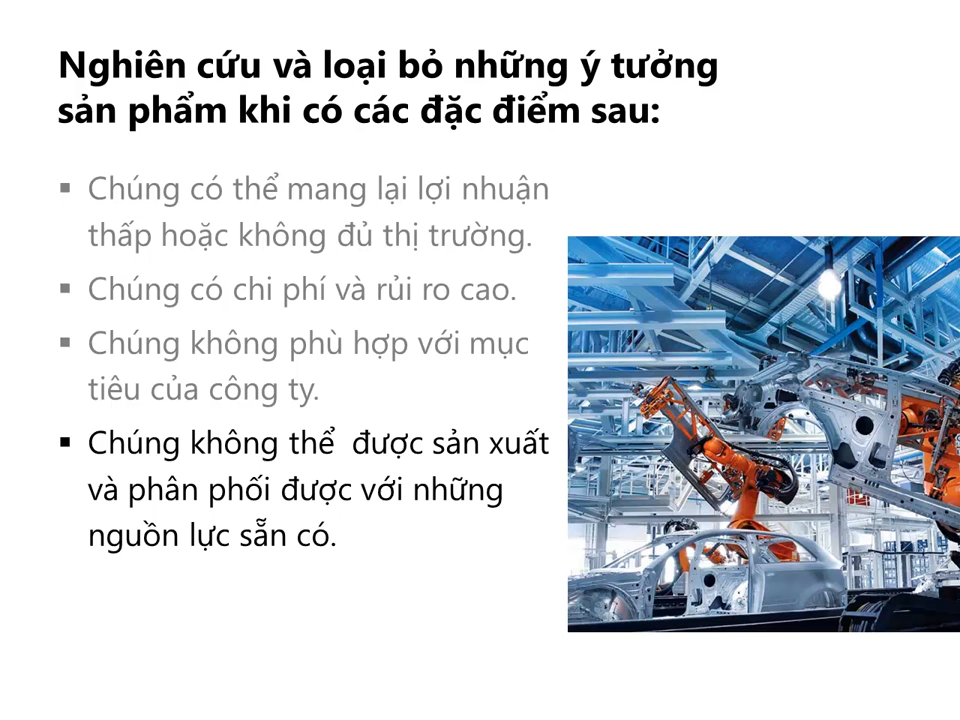 Nghiên cứu và loại bỏ những ý tưởng
sản phẩm khi có các đặc điểm sau:
▪ Chúng có thể mang lại lợi nhuận
thấp hoặc không đủ thị trường.
▪ Chúng có chi phí và rủi ro cao.
▪ Chúng không phù hợp với mục
tiêu của công ty.
▪ Chúng không thể  được sản xuất
và phân phối được với những
nguồn lực sẵn có.